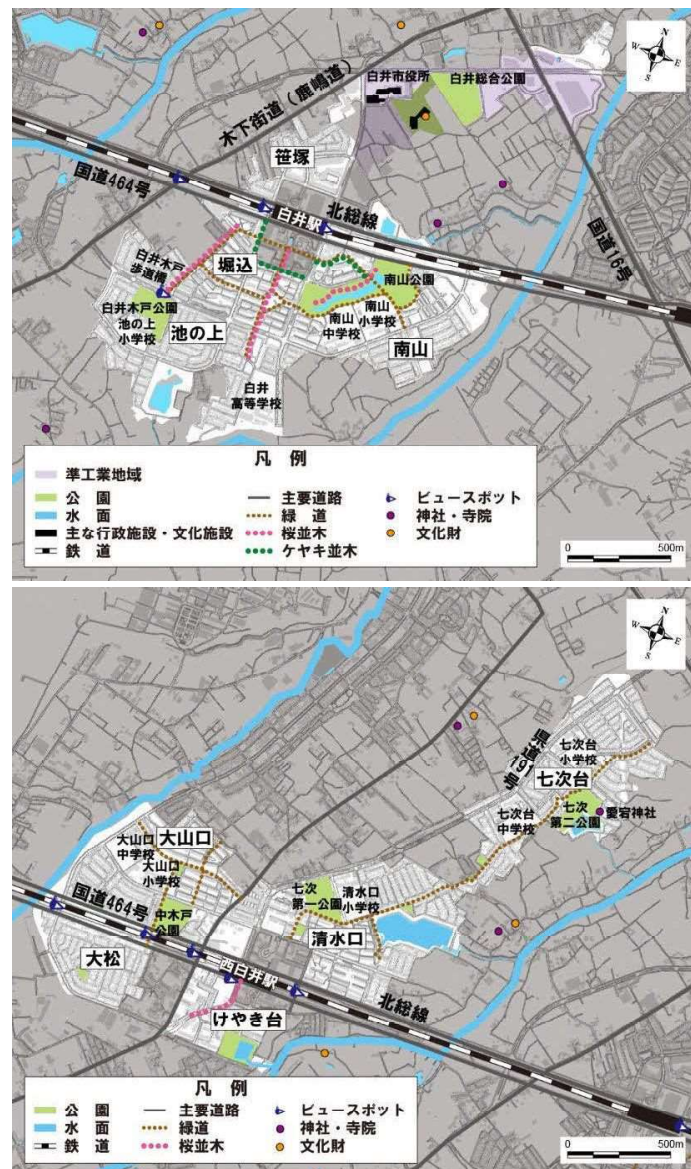 N
W
E
S
白井市役所
白井総合公園
木下街道（鹿嶋道）
笹塚
国道464号
北総線
白井駅
国道16号
白井木戸
歩道橋
堀込
南山公園
白井木戸公園
池の上
小学校
池の上
南山
小学校
南山
中学校
南山
白井
高等学校
凡 例
準工業地域
公 園
水 面
主な行政施設・文化施設
鉄 道
主要道路
緑 道
桜並木
ケヤキ並木
ビュースポット
神社・寺院
文化財
0 500m
N
W
E
S
県道191号
七次台
小学校
七次台
七次台
中学校
七次
第二公園
愛宕神社
大山口
中学校
大山口
大山口
小学校
国道464号
中木戸
公園
七次
第一公園
清水口
小学校
清水口
大松
西白井駅
北総線
けやき台
凡 例
公 園
水 面
鉄 道
主要道路
緑道
桜並木
ビュースポット
神社・寺院
文化財
0 500m